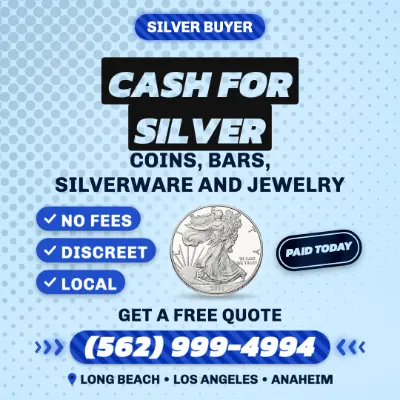 SILVER BUYER
CASH FOR
SILVER
COINS, BARS,
SILVERWARE AND JEWELRY
NO FEES
DISCREET
LOCAL
PAID TODAY
GET A FREE QUOTE
(562) 999-4994
LONG BEACH • LOS ANGELES • ANAHEIM